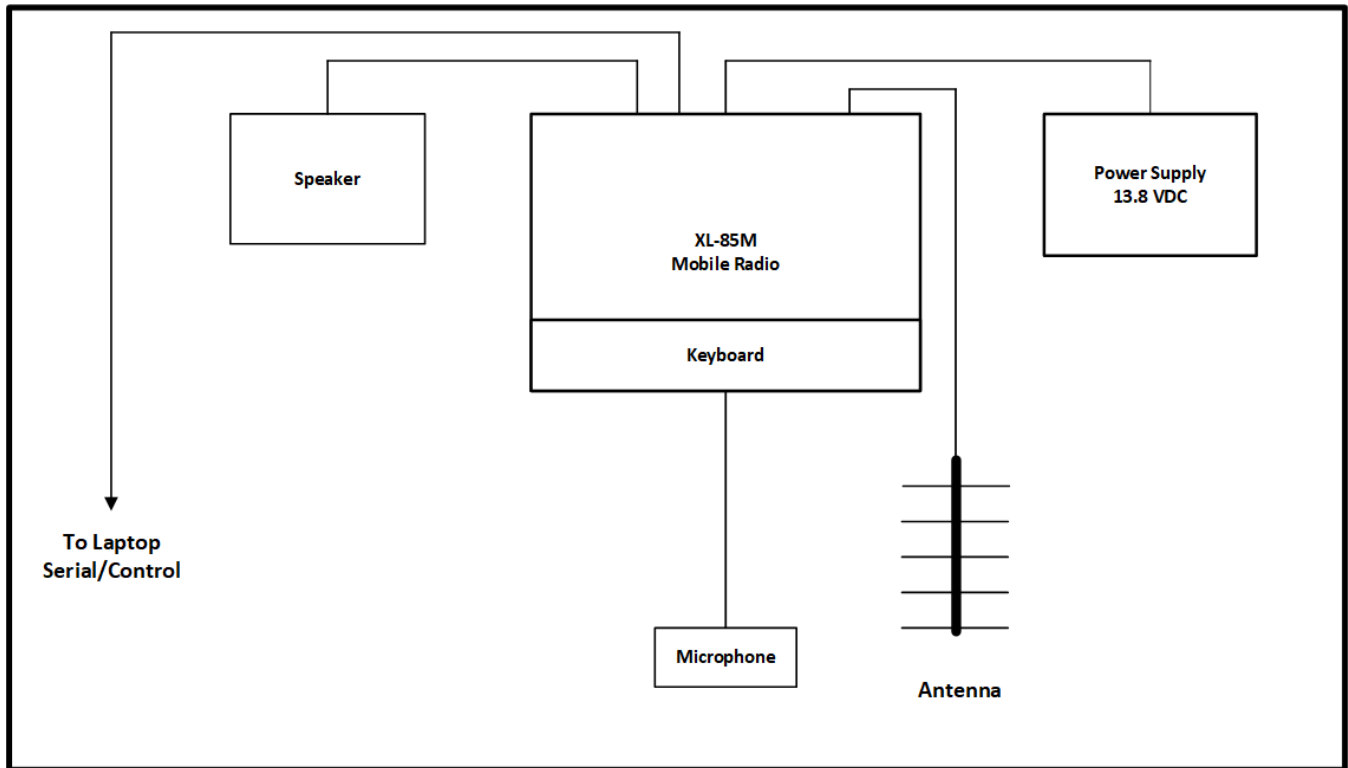 Speaker
XL-85M
Mobile Radio
Power Supply
13.8 VDC
Keyboard
To Laptop
Serial/Control
Microphone
Antenna